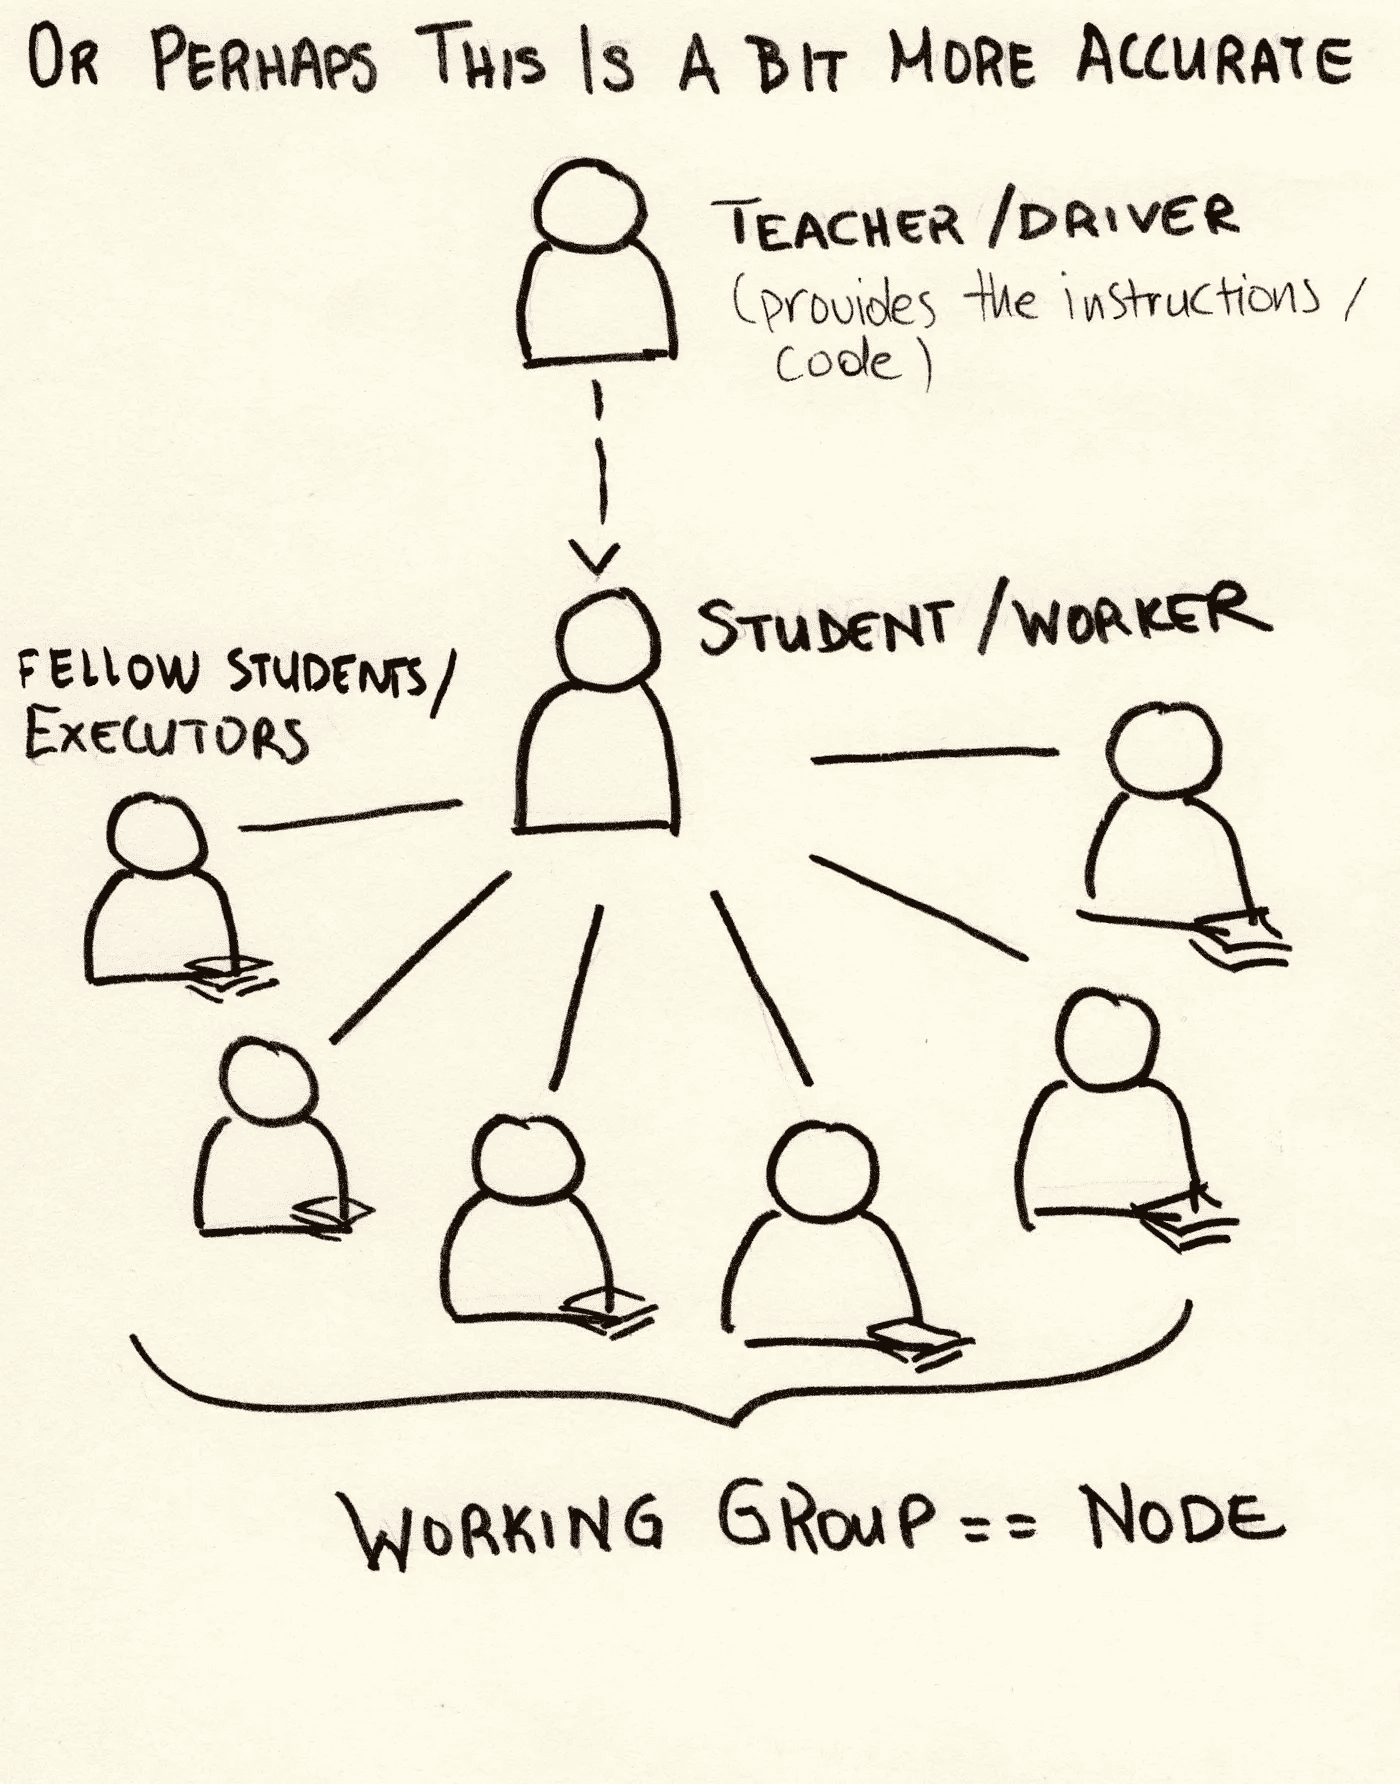 OR PERHAPS THIS IS A BIT MORE ACCURATE
TEACHER / DRIVER
(provides the instructions /
code)
STUDENT / WORKER
FELLOW STUDENTS /
EXECUTORS
WORKING GROUP == NODE